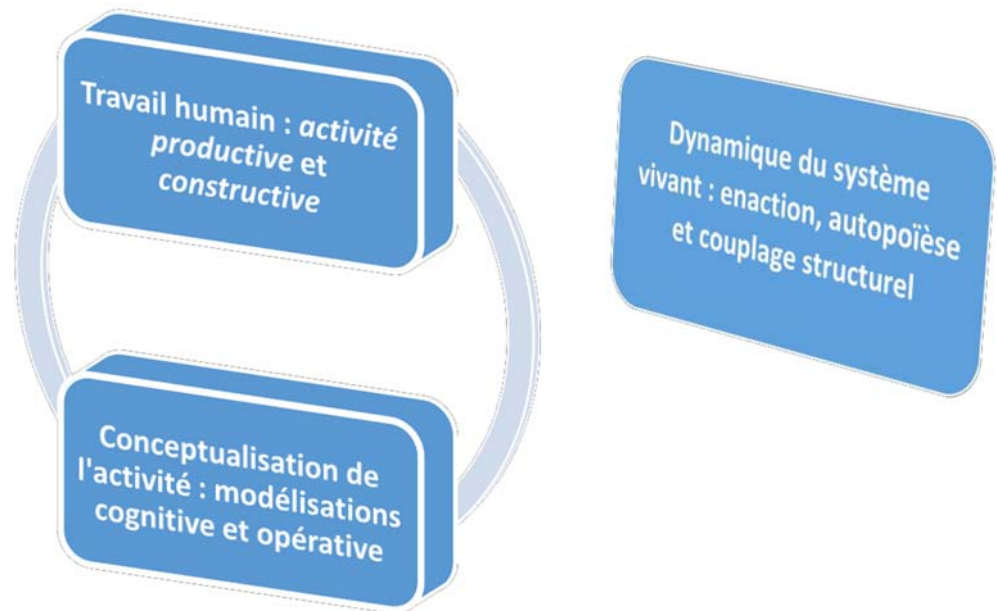 Travail humain : activité
productive et
constructive
Dynamique du système
vivant : enaction, autopoïèse
et couplage structurel
Conceptualisation de
l'activité : modélisations
cognitive et opérative